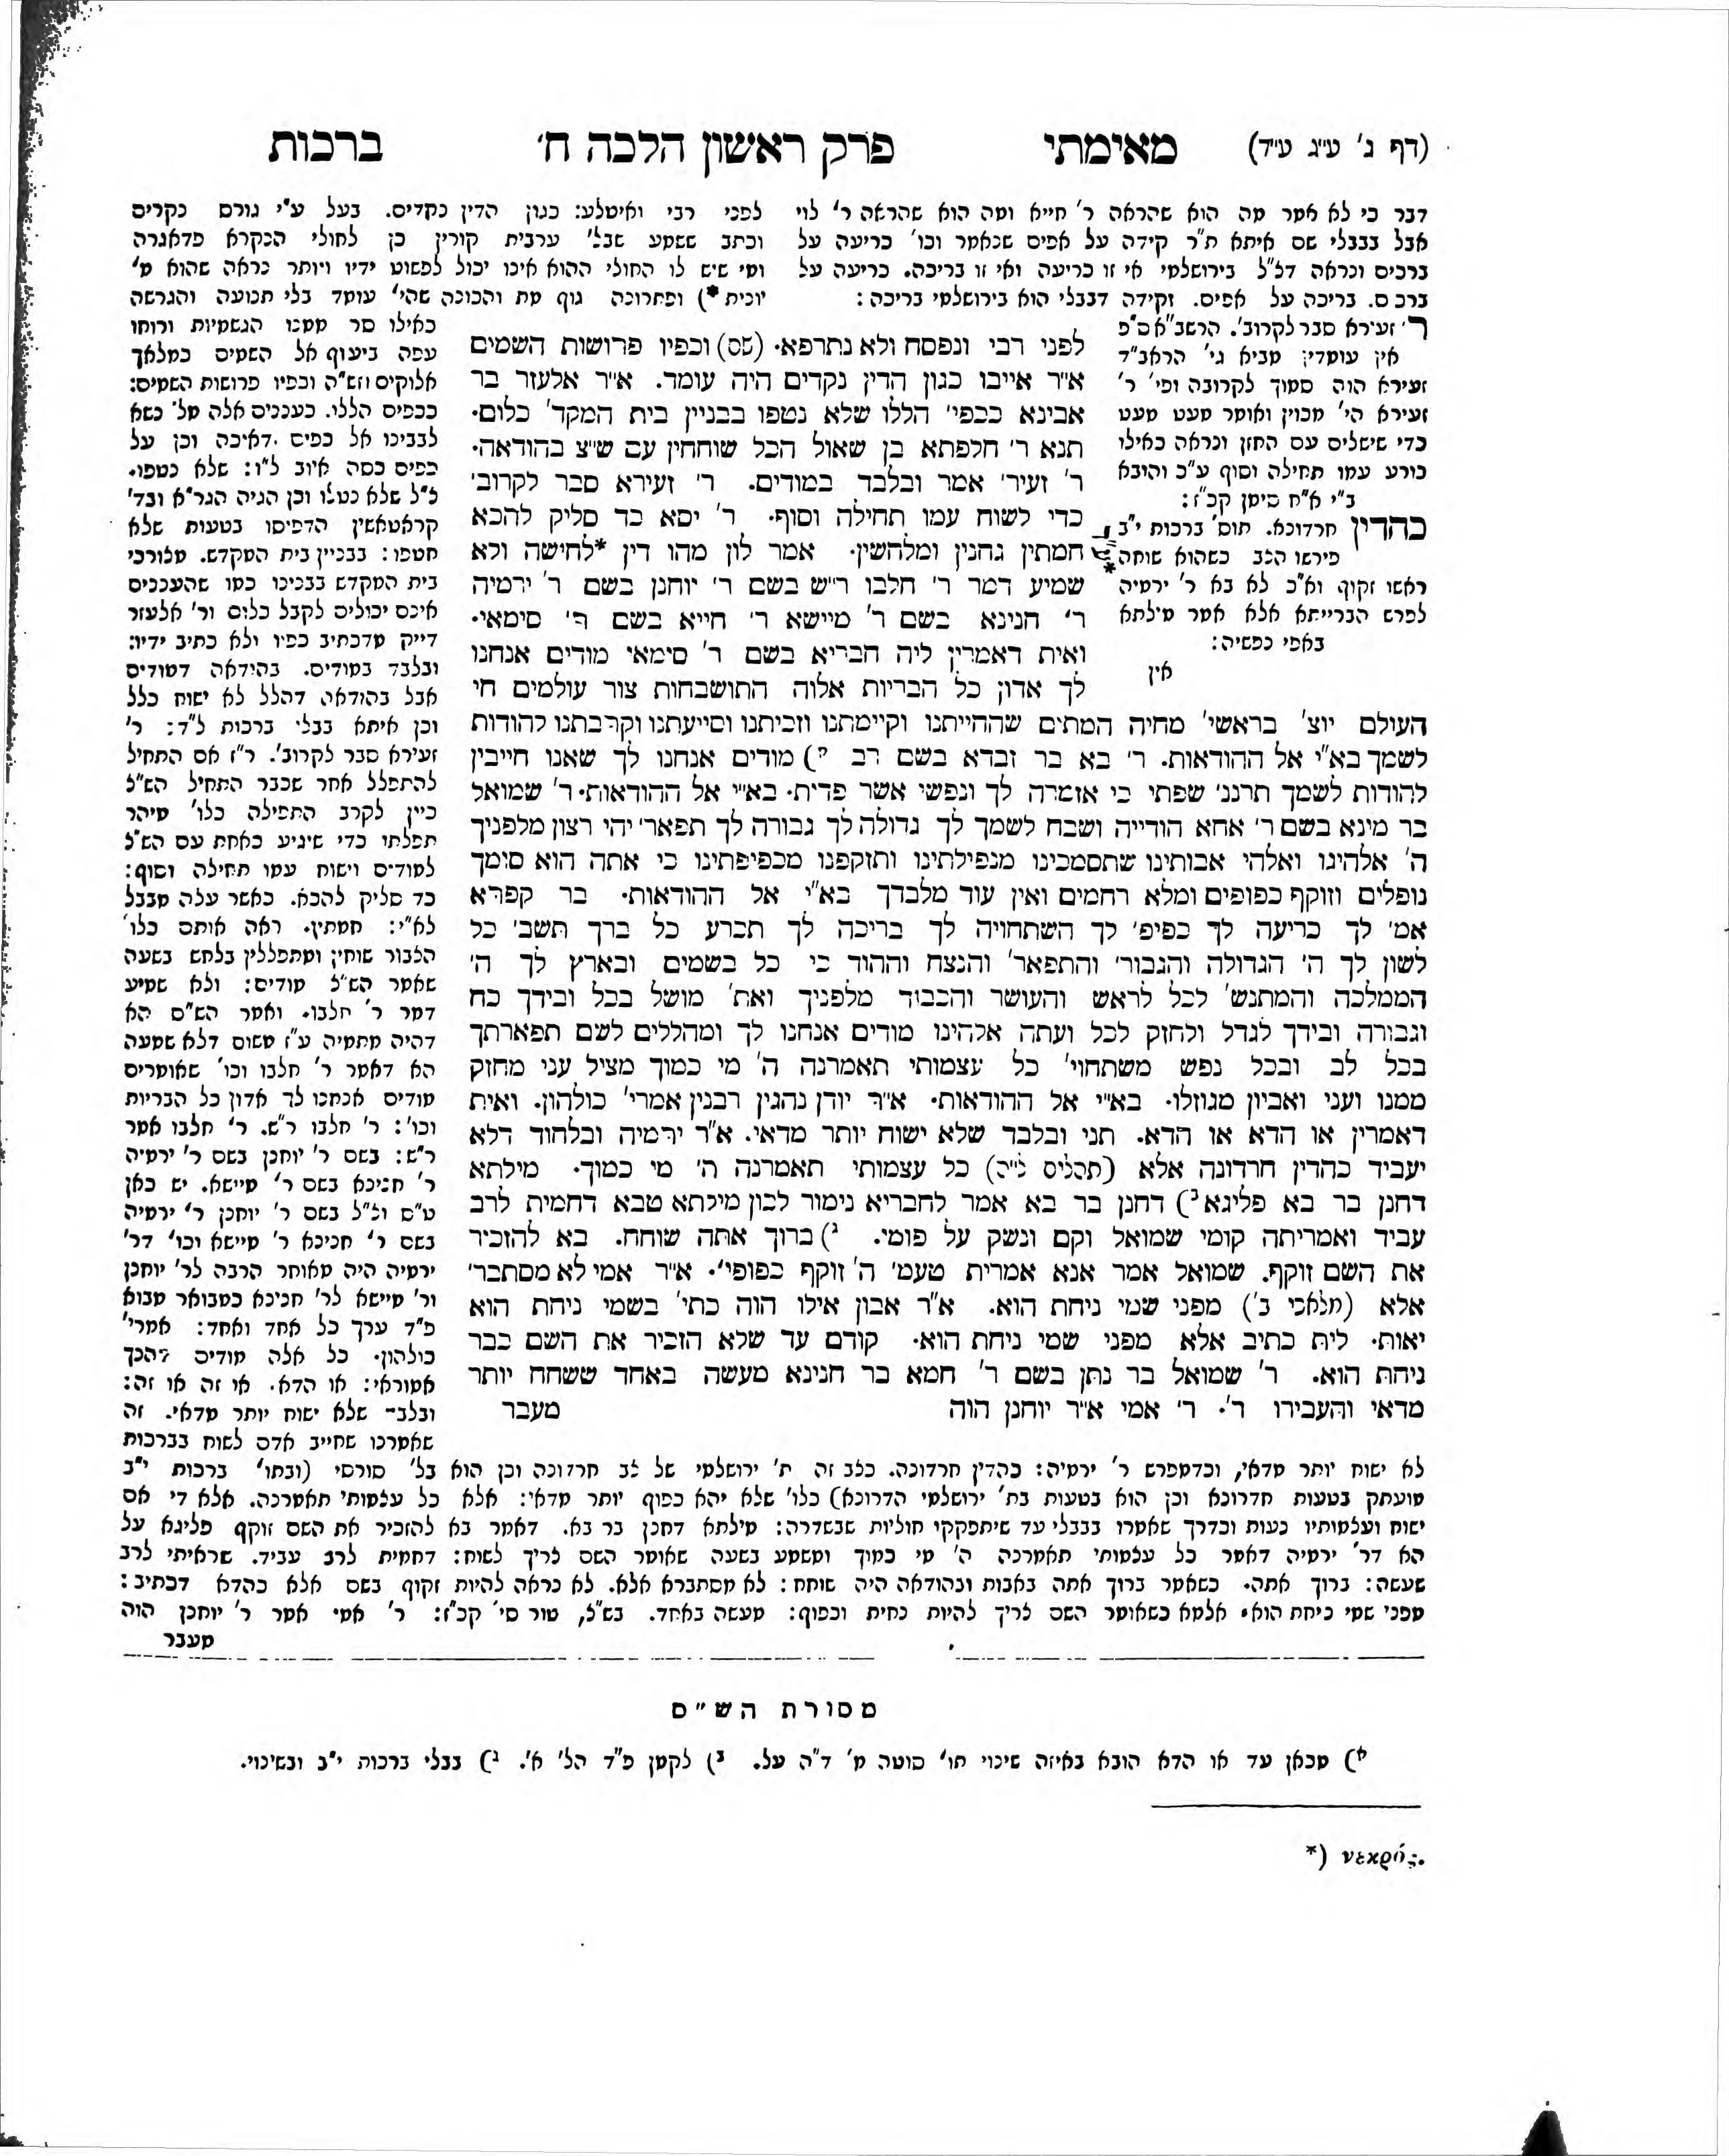 (דף ג' ע"ג ע"ד) מאימתי פרק ראשון הלכה ח' ברכות
דבר כי לא אמר מה הוא שהראה ר' חייא ומה הוא שהראה ר' לוי
אבל בבבלי שם איתא ת"ר קידה על אפים שנאמר וכו' כריעה על
ברכים ונראה דצ"ל בירושלמי אי זו כריעה ואי זו בריכה. כריעה על
ברכים. בריכה על אפים. וקידה דבבלי הוא בירושלמי בריכה:
ר' זעירא סבר לקרוב'. הרשב"א ס"פ
אין עומדין מביא גי' הראב"ד
זעירא הוה סמוך לקרובה ופי' ר'
זעירא הי' מכוין ואומר מעט מעט
כדי שישלים עם החזן ונראה כאילו
כורע עמו תחילה וסוף ע"כ והובא
ב"י א"ח סימן קכ"ז:
כהדין חרדונא. תוס' ברכות י"ב
פירשו הצב כשהוא שוחה
ראשו זקוף. וא"כ לא בא ר' ירמיה
לפרש הברייתא אלא אמר מילתא
באפי נפשיה:
אין
לפני רבי ואיטלע: כגון הדין נקדים. בעל ע"י גורס נקרים
וכתב ששמע שבל' ערבית קורין כן לחולי הנקרא פדאגרה
ומי שיש לו החולי ההוא אינו יכול לפשוט ידיו ויותר נראה שהוא מ'
יונית *) ופתרונה גוף מת והכונה שהי' עומד בלי תנועה והגרשה
כאילו סר ממנו הגשמיות ורוחו
עפה ביעוף אל השמים כמלאך
אלוקים וזש"ה וכפיו פרושות השמים:
ככפים הללו. כעננים אלה מל' נשא
לבבינו אל כפים .דאיכה וכן על
כפים כסה איוב ל"ו: שלא נטפו.
צ"ל שלא נטלו וכן הגיה הגר"א ובד'
קראטאשין הדפיסו בטעות שלא
חטפו: בבניין בית המקדש. מצורכי
בית המקדש בבנינו כמו שהעננים
אינם יכולים לקבל כלום ור' אלעזר
דייק מדכתיב כפיו ולא כתיב ידיו:
ובלבד במודים. בהודאה דמודים
אבל בהודאה דהלל לא ישוח כלל
וכן איתא בבלי ברכות ל"ד: ר'
זעירא סבר לקרוב'. ר"ז אם התחיל
להתפלל אחר שכבר התחיל הש"ל
כיין לקרב התפילה כלו' מיהר
תפלתו כדי שיגיע כאחת עם הש"ל
למודים וישוח עמו תחילה וסוף:
כד סליק להכא. כאשר עלה מבבל
לא"י: חמתין. ראה אותם כלו'
הצבור שוחין ומתפללין בלחש בשעה
שאמר הש"ל מודים: ולא שמיע
דמר ר' חלבו. ואמר הש"ס הא
דהיה מתמיה ע"ז משום דלא שמעה
הא דאמר ר' חלבו וכו' שאומרים
מודים אנחנו לך אדון כל הבריות
וכו': ר' חלבו ר"ש. ר' חלבו אמר
ר"ש: בשם ר' יוחנן בשם ר' ירמיה
ר' חנינא בשם ר' מיישא. יש כאן
ט"ס וצ"ל בשם ר' יוחנן ר' ירמיה
בשם ר' חנינא ר' מיישא וכו' דר'
ירמיה היה מאוחר הרבה לר' יוחנן
ור' מיישא לר' חנינא כמבואר מבוא
פ"ד ערך כל אחד ואחד: אמרי'
כולהון. כל אלה מודים דהנך
אמוראי: או הדא. או זה או זה:
ובלב- שלא ישוח יותר מדאי. זה
שאמרנו שחייב אדם לשוח בברכות
לפני רבי ונפסח ולא נתרפא. (שם) וכפיו פרושות השמים
א"ר אייבו כגון הדין נקדים היה עומד. א"ר אלעזר בר
אבינא ככפי' הללו שלא נטפו בבניין בית המקד' כלום.
תנא ר' חלפתא בן שאול הכל שוחחין עם ש"צ בהודאה.
ר' זעיר' אמר ובלבד במודים. ר' זעירא סבר לקרוב'
כדי לשוח עמו תחילה וסוף. ר' יסא כד סליק להכא
חמתין גחנין ומלחשין. אמר לון מהו דין *לחישה ולא
שמיע דמר ר' חלבו ר"ש בשם ר' יוחנן בשם ר' ירמיה
ר' חנינא בשם ר' מיישא ר' חייא בשם ר' סימאי.
ואית דאמרין ליה חבריא בשם ר' סימאי מודים אנחנו
לך אדון כל הבריות אלוה התושבחות צור עולמים חי
העולם יוצ' בראשי' מחיה המתים שההייתנו וקיימתנו וזכיתנו וסייעתנו וקרבתנו להודות
לשמך בא"י אל ההודאות. ר' בא בר זבדא בשם רב א) מודים אנחנו לך שאנו חייבין
להודות לשמך תרננ' שפתי כי אזמרה לך ונפשי אשר פדית. בא"י אל ההודאות. ר' שמואל
בר מינא בשם ר' אחא הודייה ושבח לשמך לך גדולה לך גבורה לך תפאר' יהי רצון מלפניך
ה' אלהינו ואלהי אבותינו שתסמכינו מנפילתינו ותזקפנו מכפיפתינו כי אתה הוא סומך
נופלים וזוקף כפופים ומלא רחמים ואין עוד מלבדך בא"י אל ההודאות. בר קפרא
אמ' לך כריעה לך כפיפ' לך השתחויה לך בריכה לך תכרע כל ברך תשב' כל
לשון לך ה' הגדולה והגבור' והתפאר' והנצח וההוד כי כל בשמים ובארץ לך ה'
הממלכה והמתנש' לכל לראש והעושר והכבוד מלפניך ואת' מושל בכל ובידך כח
וגבורה ובידך לגדל ולחזק לכל ועתה אלהינו מודים אנחנו לך ומהללים לשם תפארתך
בכל לב ובכל נפש משתחוי' כל עצמותי תאמרנה ה' מי כמוך מציל עני מחזק
ממנו ועני ואביון מגוזלו. בא"י אל ההודאות. א"ר יודן נהגין רבנין אמרי' כולהון. ואית
דאמרין או הדא או הדא. תני ובלבד שלא ישוח יותר מדאי. א"ר ירמיה ובלחוד דלא
יעביד כהדין חרדונה אלא (תהלים ל"ה) כל עצמותי תאמרנה ה' מי כמוך. מילתא
דחנן בר בא פליגא ב) דחנן בר בא אמר לחבריא נימור לכון מילתא טבא דחמית לרב
עביד ואמריתה קומי שמואל וקם ונשק על פומי. ג) ברוך אתה שוחח. בא להזכיר
את השם זוקף. שמואל אמר אנא אמרית טעמ' ה' זוקף כפופי'. א"ר אמי לא מסתבר'
אלא (מלאכי ב') מפני שמי ניחת הוא. א"ר אבון אילו הוה כתי' בשמי ניחת הוא
יאות. לית כתיב אלא מפני שמי ניחת הוא. קודם עד שלא הזכיר את השם כבר
ניחת הוא. ר' שמואל בר נתן בשם ר' חמא בר חנינא מעשה באחד ששחח יותר
מדאי והעבירו ר'. ר' אמי א"ר יוחנן הוה מעבר
לא ישוח יותר מדאי, וכדמפרש ר' ירמיה: כהדין חרדונה. כצב זה ת' ירושלמי של צב חרדונה וכן הוא בל' סורסי (ובתו' ברכות י"ב
מועתק בטעות חדרונא וכן הוא בטעות בת' ירושלמי הדרונא) כלו' שלא יהא כפוף יותר מדאי: אלא כל עצמותי תאמרנה. אלא די אם
ישוח ועצמותיו נעות וכדרך שאמרו בבבלי עד שיתפקקו חוליות שבשדרה: מילתא דחנן בר בא. דאמר בא להזכיר את השם זוקף פליגא על
הא דר' ירמיה דאמר כל עצמותי תאמרנה ה' מי כמוך ומשמע בשעה שאומר השם צריך לשוח: דחמית לרב עביד. שראיתי לרב
שעשה: ברוך אתה. כשאמר ברוך אתה באבות ובהודאה היה שוחח: לא מסתברא אלא. לא נראה להיות זקוף בשם אלא כהדא דכתיב:
מפני שמי ניחת הוא. אלמא כשאומר השם צריך להיות נחית וכפוף: מעשה באחד. בש"ל, טור סי' קכ"ז: ר' אמי אמר ר' יוחנן הוה
מעבר
מסורת הש"ס
א) מכאן עד או הדא הובא באיזה שינוי תו' סוטה מ' ד"ה על. ב) לקמן פ"ד הל' א'. ג) בבלי ברכות י"ב ובשינוי.
*) νεκρός.